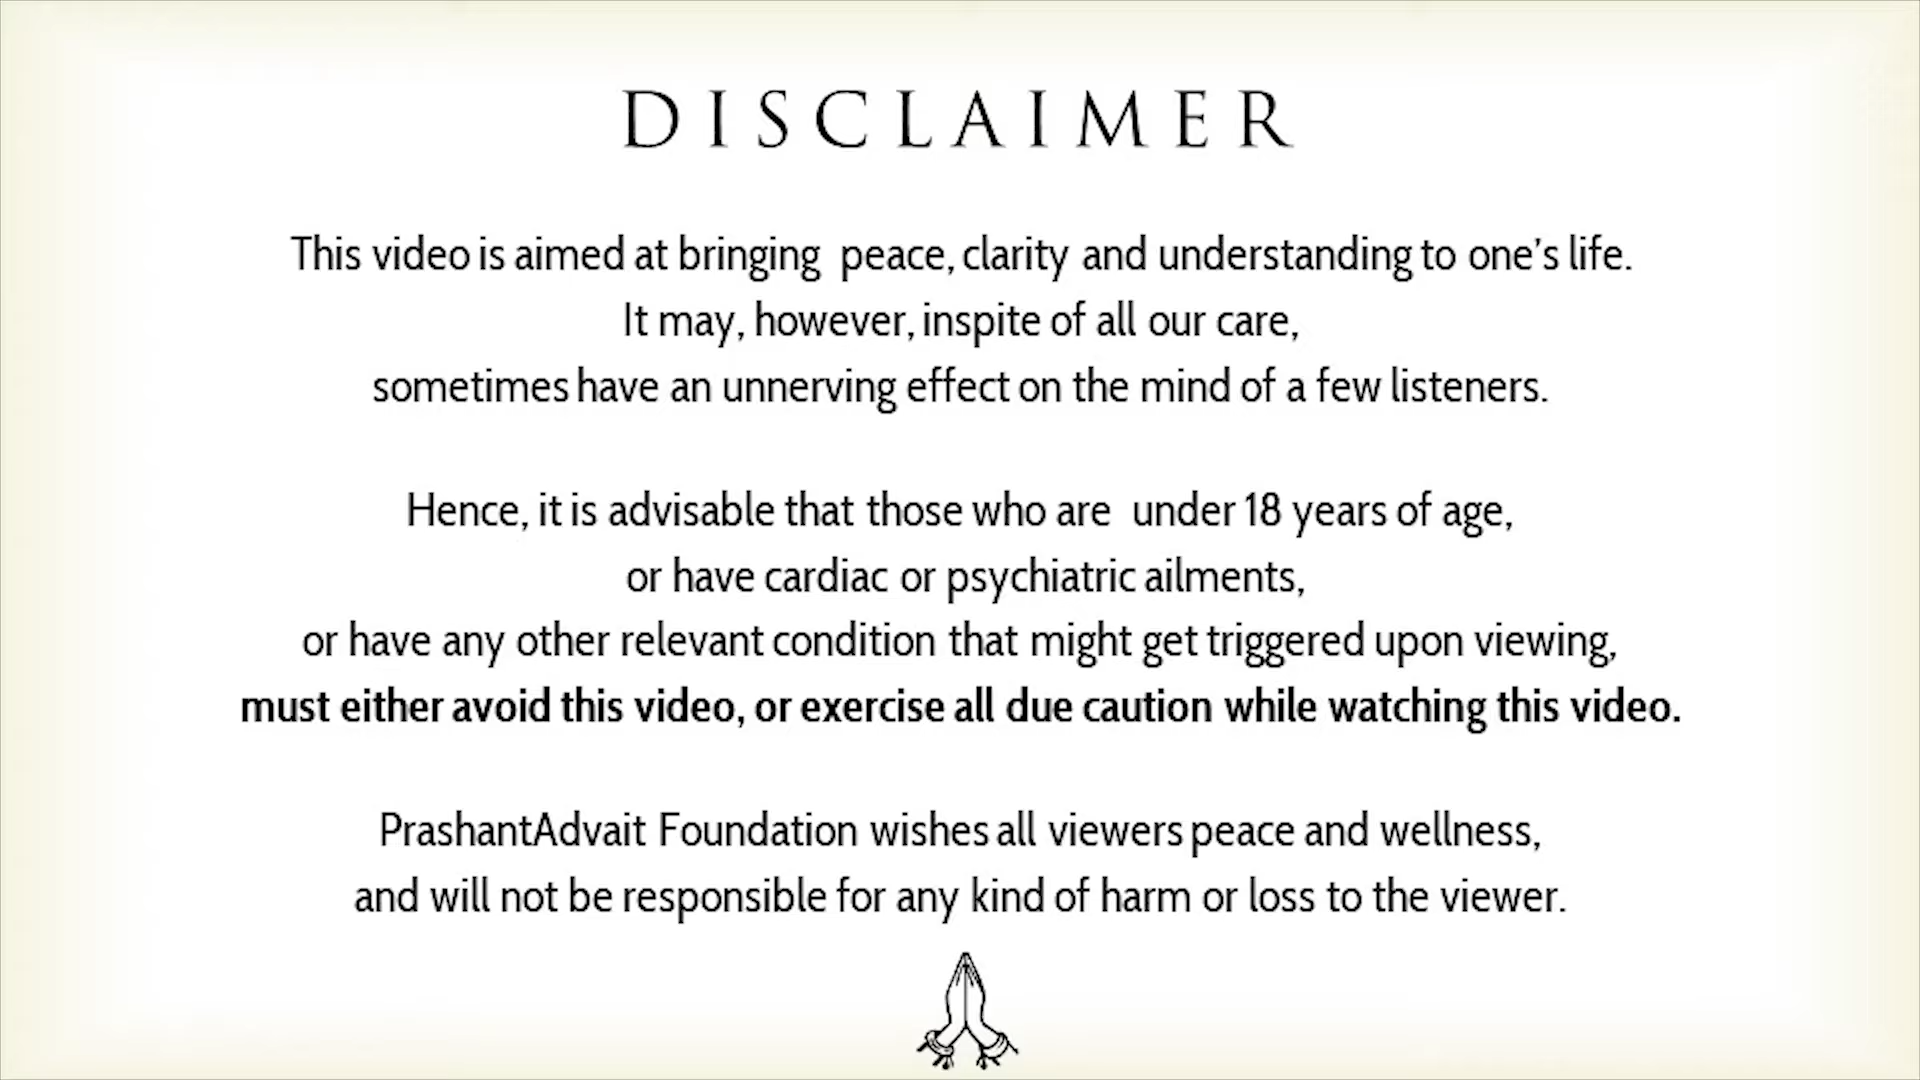 DISCLAIMER
This video is aimed at bringing peace, clarity and understanding to one's life.
It may, however, inspite of all our care,
sometimes have an unnerving effect on the mind of a few listeners.
Hence, it is advisable that those who are under 18 years of age,
or have cardiac or psychiatric ailments,
or have any other relevant condition that might get triggered upon viewing,
must either avoid this video, or exercise all due caution while watching this video.
PrashantAdvait Foundation wishes all viewers peace and wellness,
and will not be responsible for any kind of harm or loss to the viewer.